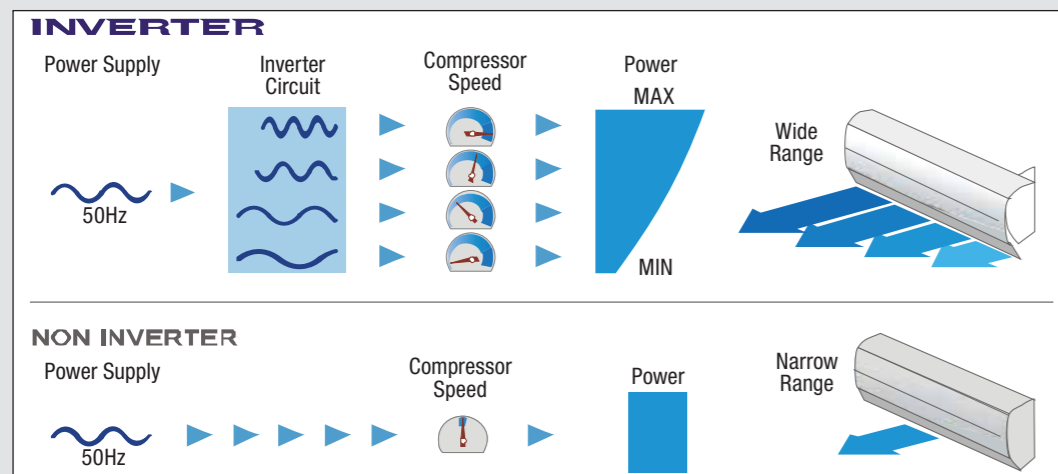 INVERTER
Power Supply
Inverter
Circuit
Compressor
Speed
Power
MAX
Wide
Range
50Hz
MIN
NON INVERTER
Power Supply
Compressor
Speed
Power
Narrow
Range
50Hz